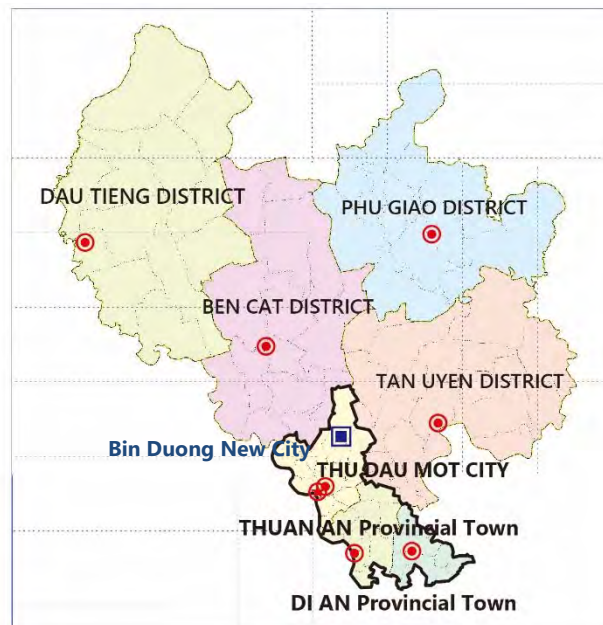 DAU TIENG DISTRICT
PHU GIAO DISTRICT
BEN CAT DISTRICT
TAN UYEN DISTRICT
Bin Duong New City
THU DAU MOT CITY
THUAN AN Provincial Town
DI AN Provincial Town